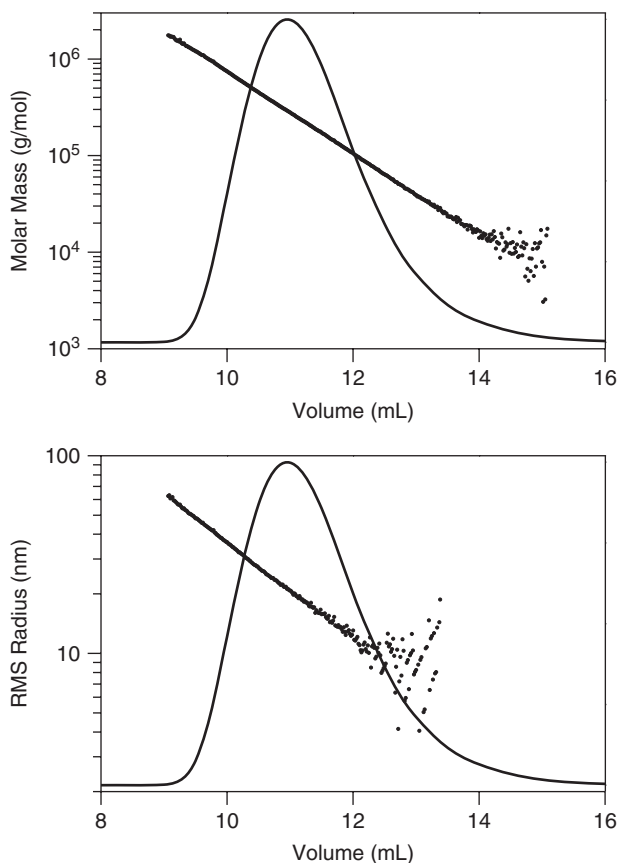 Molar Mass (g/mol)
10⁶
10⁵
10⁴
10³
8 10 12 14 16
Volume (mL)
RMS Radius (nm)
100
10
8 10 12 14 16
Volume (mL)